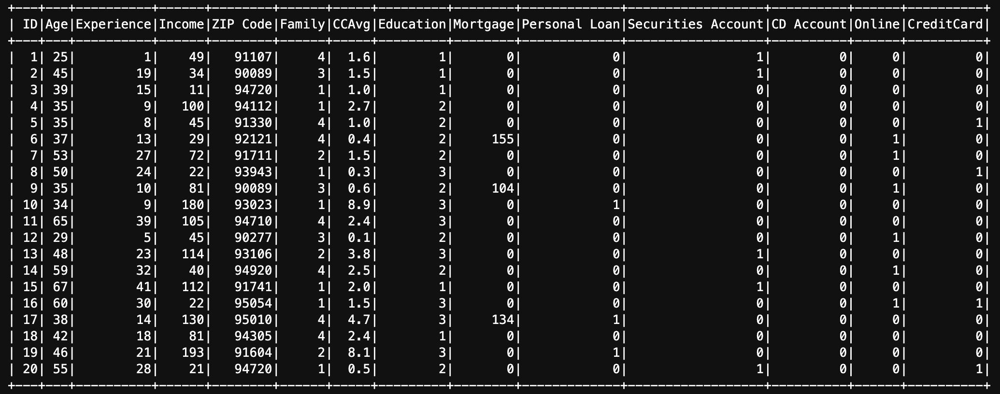 +---+---+----------+------+--------+------+-----+---------+--------+-------------+------------------+----------+------+----------+
| ID|Age|Experience|Income|ZIP Code|Family|CCAvg|Education|Mortgage|Personal Loan|Securities Account|CD Account|Online|CreditCard|
+---+---+----------+------+--------+------+-----+---------+--------+-------------+------------------+----------+------+----------+
|  1| 25|         1|    49|   91107|     4|  1.6|        1|       0|            0|                 1|         0|     0|         0|
|  2| 45|        19|    34|   90089|     3|  1.5|        1|       0|            0|                 1|         0|     0|         0|
|  3| 39|        15|    11|   94720|     1|  1.0|        1|       0|            0|                 0|         0|     0|         0|
|  4| 35|         9|   100|   94112|     1|  2.7|        2|       0|            0|                 0|         0|     0|         0|
|  5| 35|         8|    45|   91330|     4|  1.0|        2|       0|            0|                 0|         0|     0|         1|
|  6| 37|        13|    29|   92121|     4|  0.4|        2|     155|            0|                 0|         0|     1|         0|
|  7| 53|        27|    72|   91711|     2|  1.5|        2|       0|            0|                 0|         0|     1|         0|
|  8| 50|        24|    22|   93943|     1|  0.3|        3|       0|            0|                 0|         0|     0|         1|
|  9| 35|        10|    81|   90089|     3|  0.6|        2|     104|            0|                 0|         0|     1|         0|
| 10| 34|         9|   180|   93023|     1|  8.9|        3|       0|            1|                 0|         0|     0|         0|
| 11| 65|        39|   105|   94710|     4|  2.4|        3|       0|            0|                 0|         0|     0|         0|
| 12| 29|         5|    45|   90277|     3|  0.1|        2|       0|            0|                 0|         0|     1|         0|
| 13| 48|        23|   114|   93106|     2|  3.8|        3|       0|            0|                 1|         0|     0|         0|
| 14| 59|        32|    40|   94920|     4|  2.5|        2|       0|            0|                 0|         0|     1|         0|
| 15| 67|        41|   112|   91741|     1|  2.0|        1|       0|            0|                 1|         0|     0|         0|
| 16| 60|        30|    22|   95054|     1|  1.5|        3|       0|            0|                 0|         0|     1|         1|
| 17| 38|        14|   130|   95010|     4|  4.7|        3|     134|            1|                 0|         0|     0|         0|
| 18| 42|        18|    81|   94305|     4|  2.4|        1|       0|            0|                 0|         0|     0|         0|
| 19| 46|        21|   193|   91604|     2|  8.1|        3|       0|            1|                 0|         0|     0|         0|
| 20| 55|        28|    21|   94720|     1|  0.5|        2|       0|            0|                 1|         0|     0|         1|
+---+---+----------+------+--------+------+-----+---------+--------+-------------+------------------+----------+------+----------+